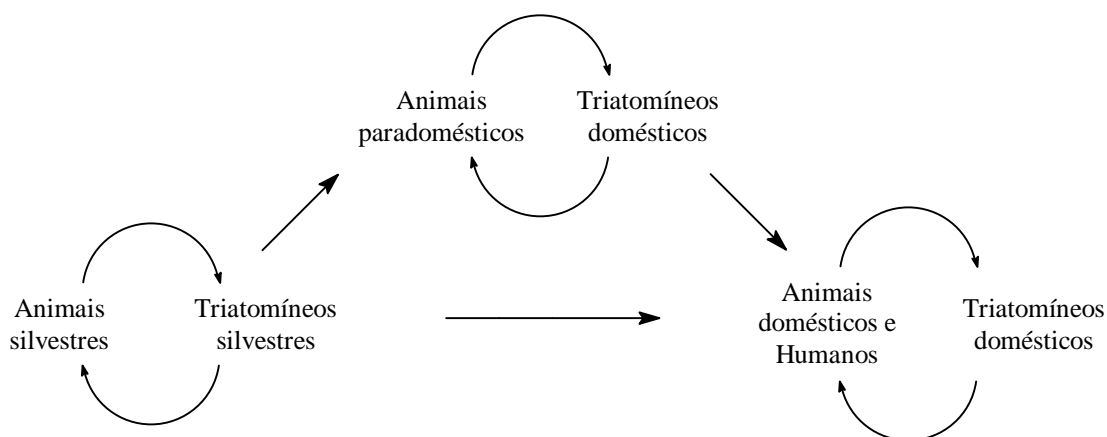 Animais
paradomésticos
Triatomíneos
domésticos
Animais
silvestres
Triatomíneos
silvestres
Animais
domésticos e
Humanos
Triatomíneos
domésticos